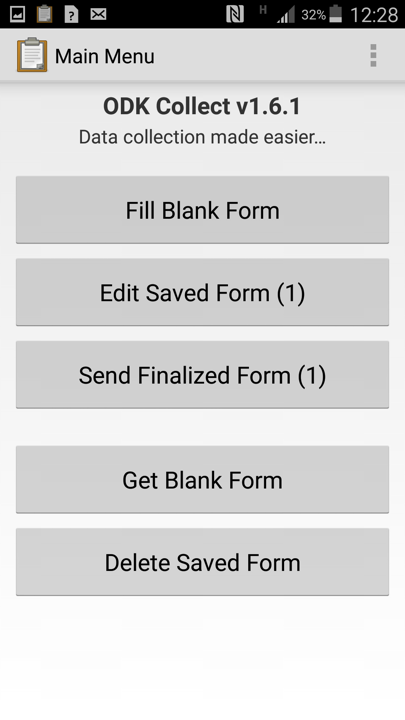 H 32% 12:28
Main Menu
ODK Collect v1.6.1
Data collection made easier...
Fill Blank Form
Edit Saved Form (1)
Send Finalized Form (1)
Get Blank Form
Delete Saved Form